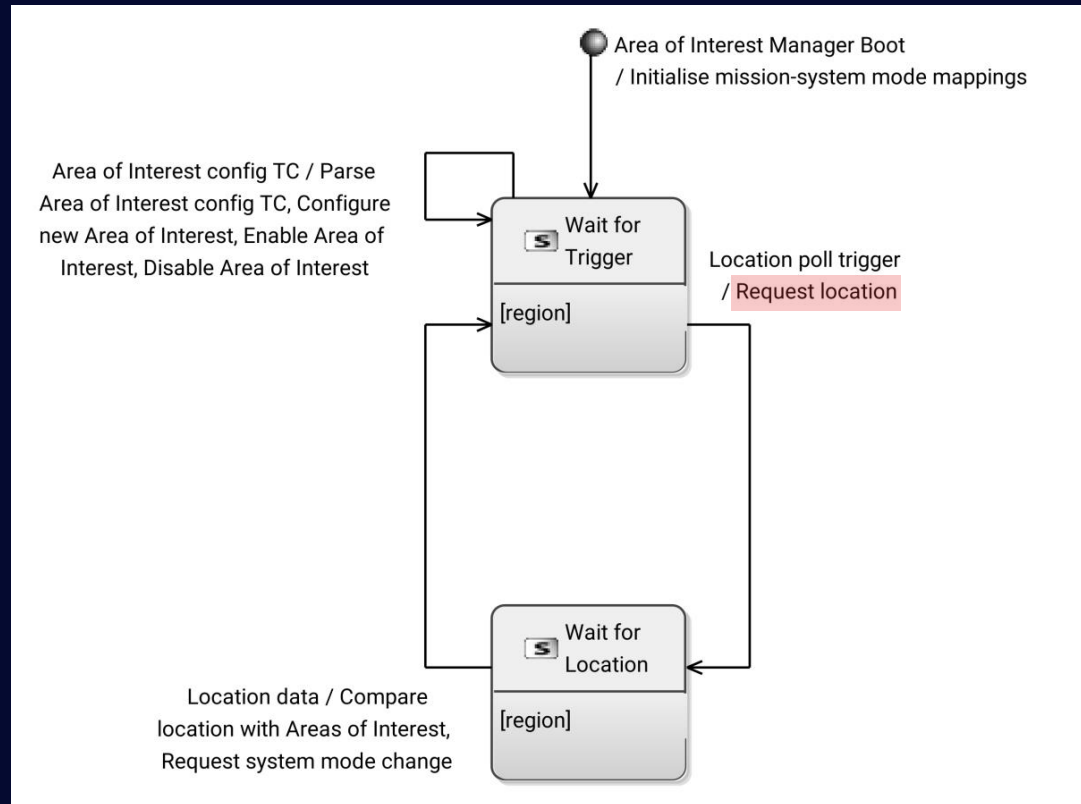 Area of Interest Manager Boot
/ Initialise mission-system mode mappings
Area of Interest config TC / Parse
Area of Interest config TC, Configure
new Area of Interest, Enable Area of
Interest, Disable Area of Interest
S
Wait for
Trigger
[region]
Location poll trigger
/ Request location
S
Wait for
Location
[region]
Location data / Compare
location with Areas of Interest,
Request system mode change